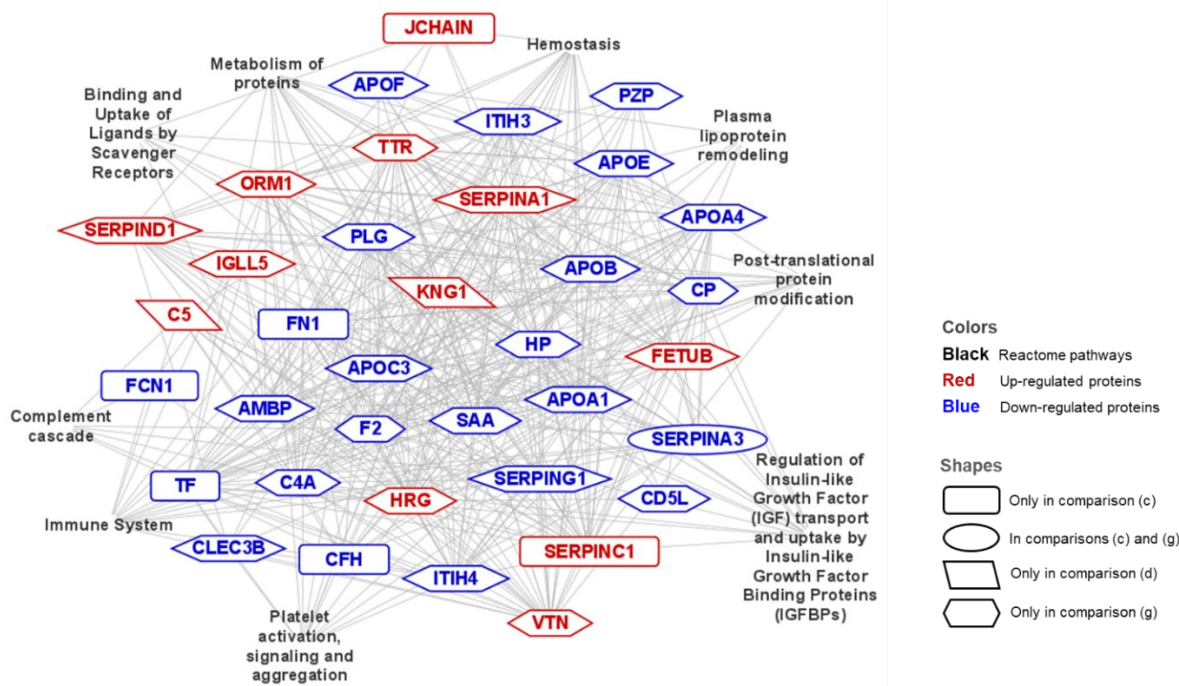 JCHAIN
Hemostasis
Metabolism of
proteins
APOF
PZP
Binding and
Uptake of
Ligands by
Scavenger
Receptors
ITIH3
Plasma
lipoprotein
remodeling
TTR
APOE
ORM1
SERPINA1
APOA4
SERPIND1
PLG
IGLL5
APOB
Post-translational
protein
modification
KNG1
CP
C5
FN1
HP
FETUB
APOC3
FCN1
AMBP
APOA1
Complement
cascade
F2
SAA
SERPINA3
TF
C4A
SERPING1
Regulation of
Insulin-like
Growth Factor
(IGF) transport
and uptake by
Insulin-like
Growth Factor
Binding Proteins
(IGFBPs)
HRG
CD5L
Immune System
CLEC3B
CFH
SERPINC1
ITIH4
VTN
Platelet
activation,
signaling and
aggregation
Colors
Black Reactome pathways
Red Up-regulated proteins
Blue Down-regulated proteins
Shapes
Only in comparison (c)
In comparisons (c) and (g)
Only in comparison (d)
Only in comparison (g)